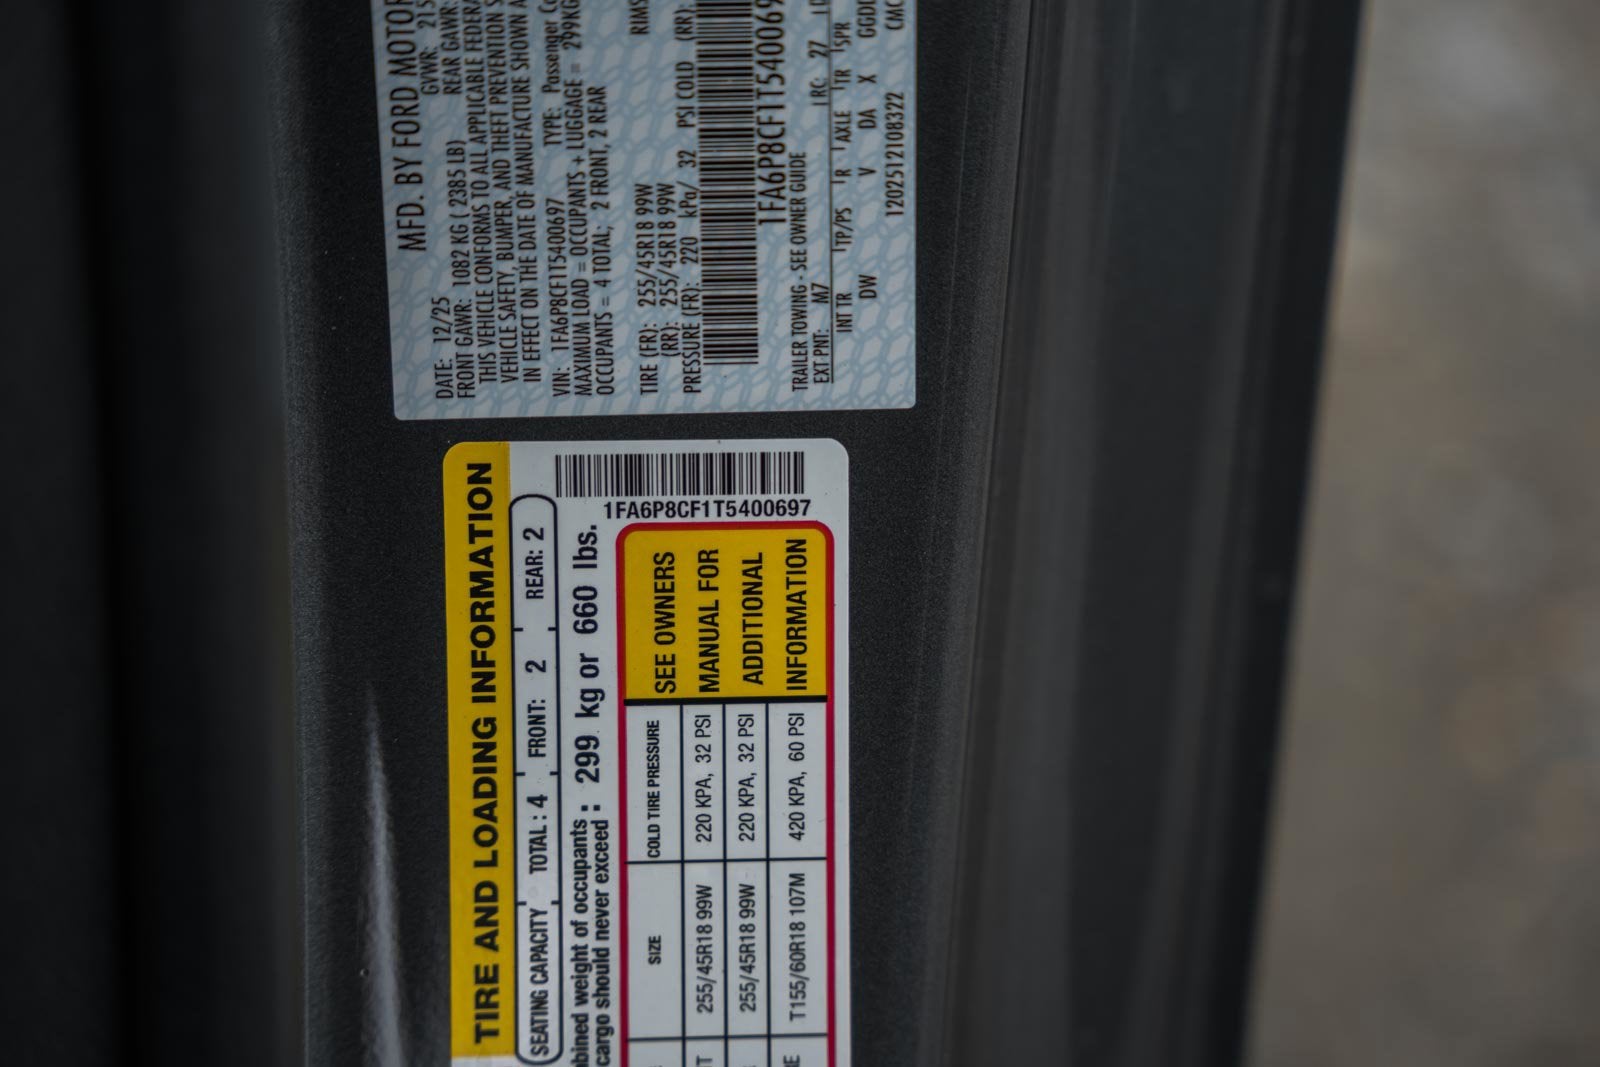 MFD. BY FORD MOTOR
DATE: 12/25 GVWR: 215
FRONT GAWR: 1082 KG ( 2385 LB) REAR GAWR:
THIS VEHICLE CONFORMS TO ALL APPLICABLE FEDERA
VEHICLE SAFETY, BUMPER, AND THEFT PREVENTION S
IN EFFECT ON THE DATE OF MANUFACTURE SHOWN A
VIN: 1FA6P8CF1T5400697 TYPE: Passenger Ca
MAXIMUM LOAD = OCCUPANTS + LUGGAGE = 299KG
OCCUPANTS = 4 TOTAL; 2 FRONT, 2 REAR
TIRE (FR): 255/45R18 99W RIMS
(RR): 255/45R18 99W
PRESSURE (FR): 220 kPa/ 32 PSI COLD (RR):
1FA6P8CF1T540069
TRAILER TOWING - SEE OWNER GUIDE
EXT PNT: M7 RC: 27
INT TR TP/PS R AXLE TR SPR
DW V DA X
1202512108322 CMC
TIRE AND LOADING INFORMATION
SEATING CAPACITY TOTAL : 4 FRONT: 2 REAR: 2
bined weight of occupants
cargo should never exceed : 299 kg or 660 lbs.
1FA6P8CF1T5400697
SIZE COLD TIRE PRESSURE
255/45R18 99W 220 KPA, 32 PSI
255/45R18 99W 220 KPA, 32 PSI
T155/60R18 107M 420 KPA, 60 PSI
SEE OWNERS
MANUAL FOR
ADDITIONAL
INFORMATION